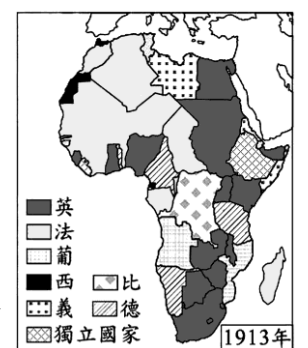 英
法
葡
西 比
義 德
獨立國家
1913年